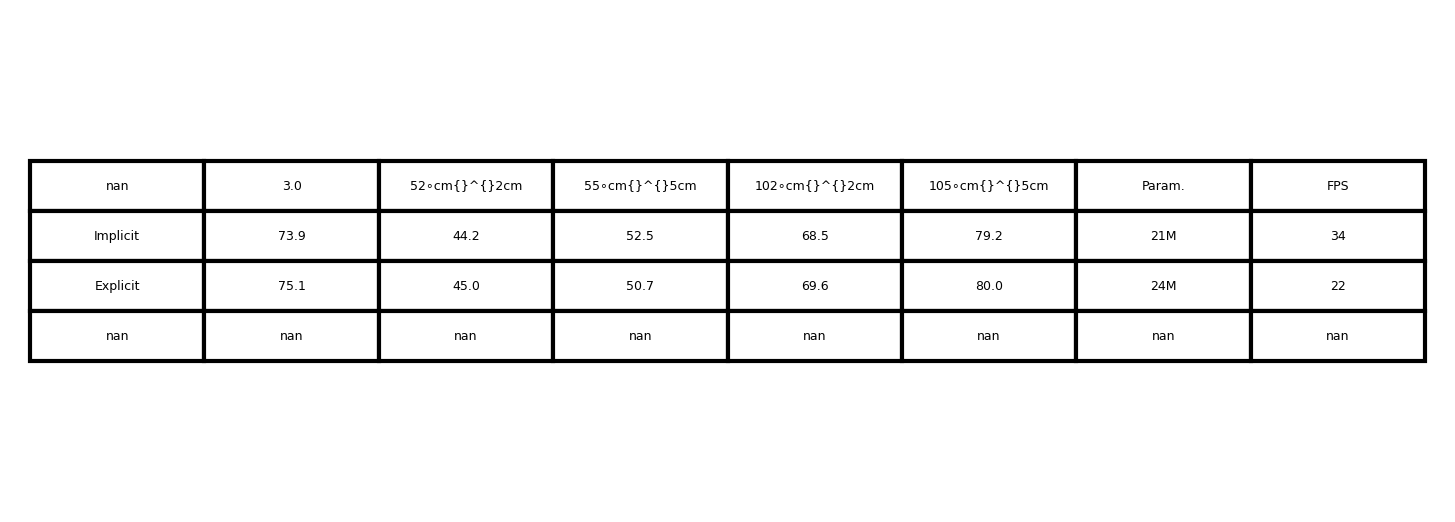 nan 3.0 52∘cm{}^{}2cm 55∘cm{}^{}5cm 102∘cm{}^{}2cm 105∘cm{}^{}5cm Param. FPS
Implicit 73.9 44.2 52.5 68.5 79.2 21M 34
Explicit 75.1 45.0 50.7 69.6 80.0 24M 22
nan nan nan nan nan nan nan nan